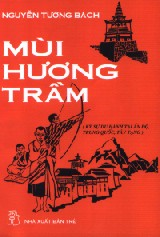 NGUYỄN TƯỜNG BÁCH
MÙI
HƯƠNG
TRẦM
NHÀ XUẤT BẢN TRẺ